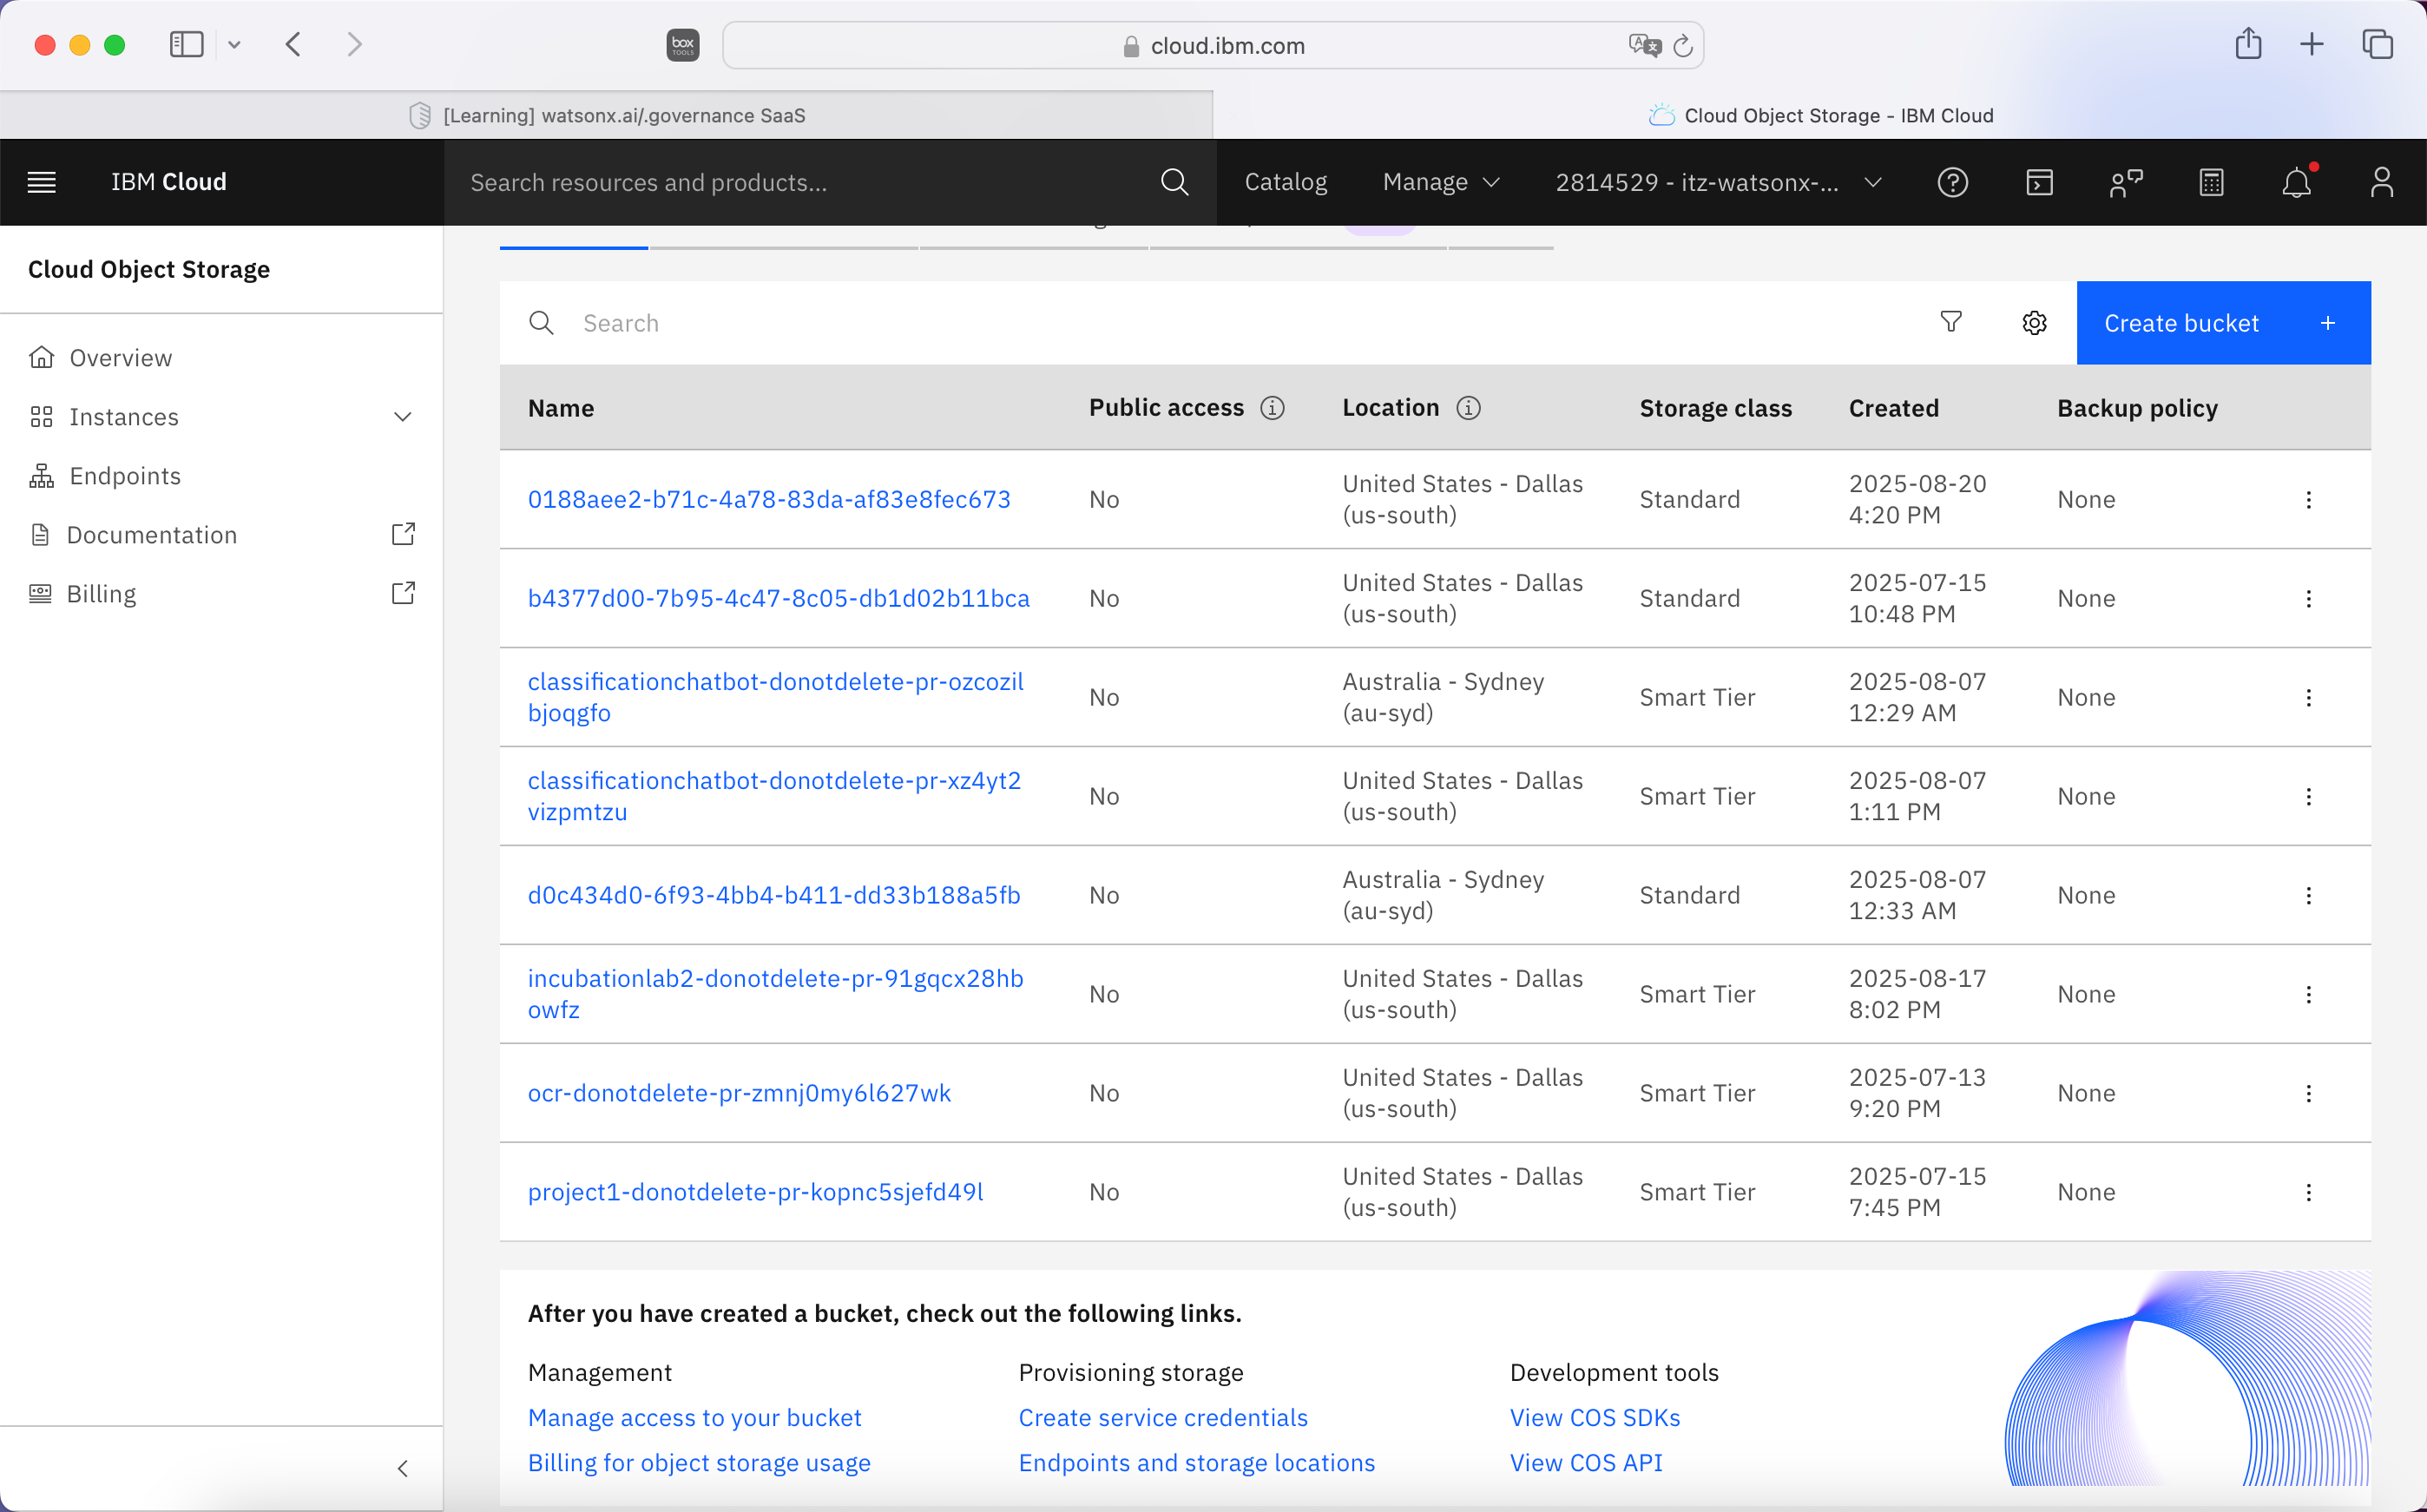 box
TOOLS
cloud.ibm.com
[Learning] watsonx.ai/.governance SaaS
Cloud Object Storage - IBM Cloud
IBM Cloud
Search resources and products...
Catalog
Manage
2814529 - itz-watsonx-...
Cloud Object Storage
Overview
Instances
Endpoints
Documentation
Billing
Search
Create bucket +
Name Public access Location Storage class Created Backup policy
0188aee2-b71c-4a78-83da-af83e8fec673 No United States - Dallas (us-south) Standard 2025-08-20 4:20 PM None
b4377d00-7b95-4c47-8c05-db1d02b11bca No United States - Dallas (us-south) Standard 2025-07-15 10:48 PM None
classificationchatbot-donotdelete-pr-ozcozilbjoqgfo No Australia - Sydney (au-syd) Smart Tier 2025-08-07 12:29 AM None
classificationchatbot-donotdelete-pr-xz4yt2vizpmtzu No United States - Dallas (us-south) Smart Tier 2025-08-07 1:11 PM None
d0c434d0-6f93-4bb4-b411-dd33b188a5fb No Australia - Sydney (au-syd) Standard 2025-08-07 12:33 AM None
incubationlab2-donotdelete-pr-91gqcx28hbowfz No United States - Dallas (us-south) Smart Tier 2025-08-17 8:02 PM None
ocr-donotdelete-pr-zmnj0my6l627wk No United States - Dallas (us-south) Smart Tier 2025-07-13 9:20 PM None
project1-donotdelete-pr-kopnc5sjefd49l No United States - Dallas (us-south) Smart Tier 2025-07-15 7:45 PM None
After you have created a bucket, check out the following links.
Management
Manage access to your bucket
Billing for object storage usage
Provisioning storage
Create service credentials
Endpoints and storage locations
Development tools
View COS SDKs
View COS API